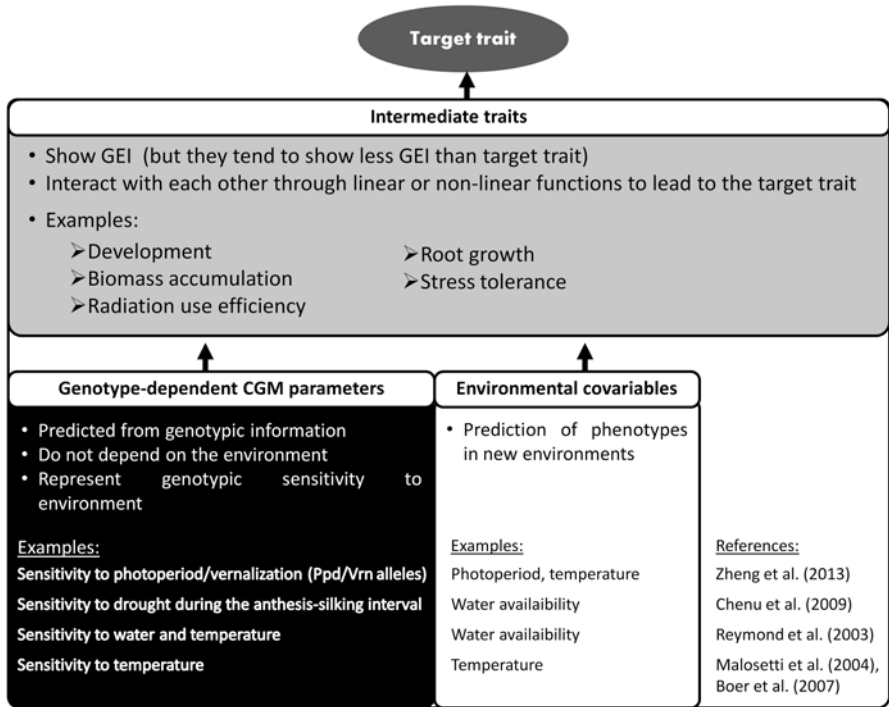 Target trait
Intermediate traits
• Show GEI (but they tend to show less GEI than target trait)
• Interact with each other through linear or non-linear functions to lead to the target trait
• Examples:
➢Development
➢Biomass accumulation
➢Radiation use efficiency
➢Root growth
➢Stress tolerance
Genotype-dependent CGM parameters
• Predicted from genotypic information
• Do not depend on the environment
• Represent genotypic sensitivity to
environment
Examples:
Sensitivity to photoperiod/vernalization (Ppd/Vrn alleles)
Sensitivity to drought during the anthesis-silking interval
Sensitivity to water and temperature
Sensitivity to temperature
Environmental covariables
• Prediction of phenotypes
in new environments
Examples:
Photoperiod, temperature
Water availaibility
Water availaibility
Temperature
References:
Zheng et al. (2013)
Chenu et al. (2009)
Reymond et al. (2003)
Malosetti et al. (2004),
Boer et al. (2007)